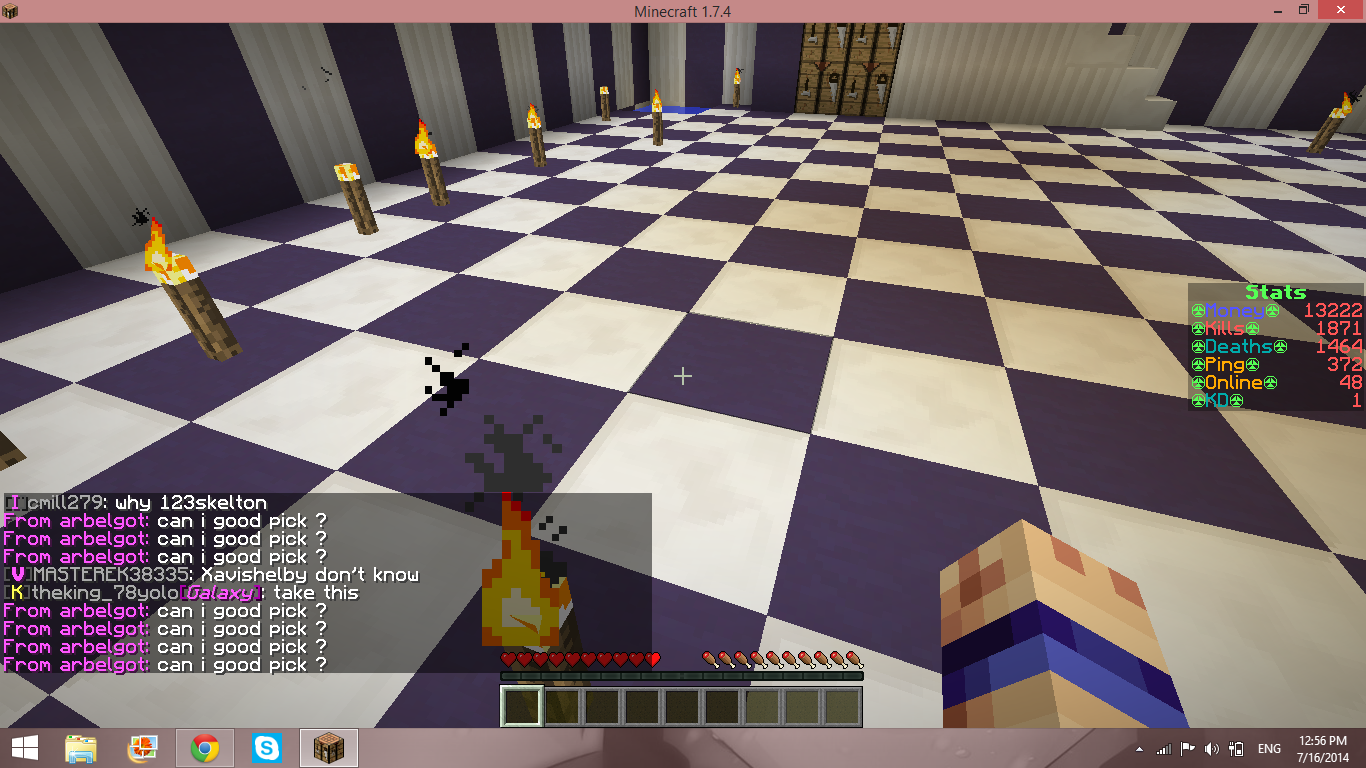 Minecraft 1.7.4
Stats
Money 13222
Kills 1871
Deaths 1464
Ping 372
Online 48
KD 1
[I]cmill279: why 123skelton
From arbelgot: can i good pick ?
From arbelgot: can i good pick ?
From arbelgot: can i good pick ?
[V]MASTEREK38335: Xavishelby don't know
[K]theking_78yolo[Galaxy]: take this
From arbelgot: can i good pick ?
From arbelgot: can i good pick ?
From arbelgot: can i good pick ?
From arbelgot: can i good pick ?
ENG
12:56 PM
7/16/2014